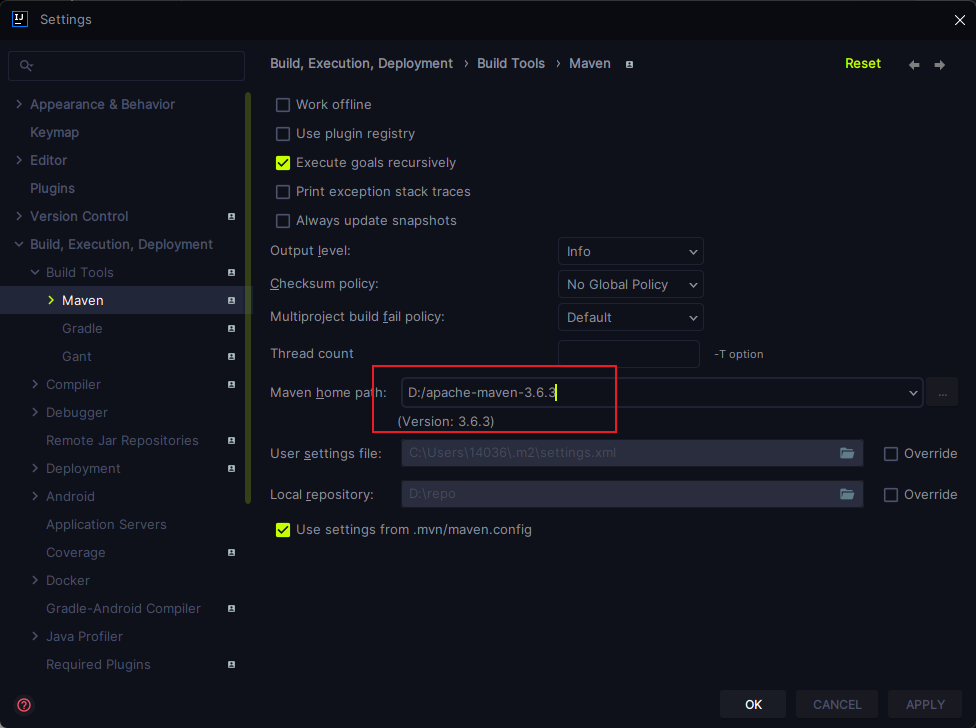 Settings
Build, Execution, Deployment › Build Tools › Maven
Reset
Appearance & Behavior
Keymap
Editor
Plugins
Version Control
Build, Execution, Deployment
Build Tools
Maven
Gradle
Gant
Compiler
Debugger
Remote Jar Repositories
Deployment
Android
Application Servers
Coverage
Docker
Gradle-Android Compiler
Java Profiler
Required Plugins
Work offline
Use plugin registry
Execute goals recursively
Print exception stack traces
Always update snapshots
Output level: Info
Checksum policy: No Global Policy
Multiproject build fail policy: Default
Thread count -T option
Maven home path: D:/apache-maven-3.6.3 ...
(Version: 3.6.3)
User settings file: C:\Users\14036\.m2\settings.xml Override
Local repository: D:\repo Override
Use settings from .mvn/maven.config
OK CANCEL APPLY